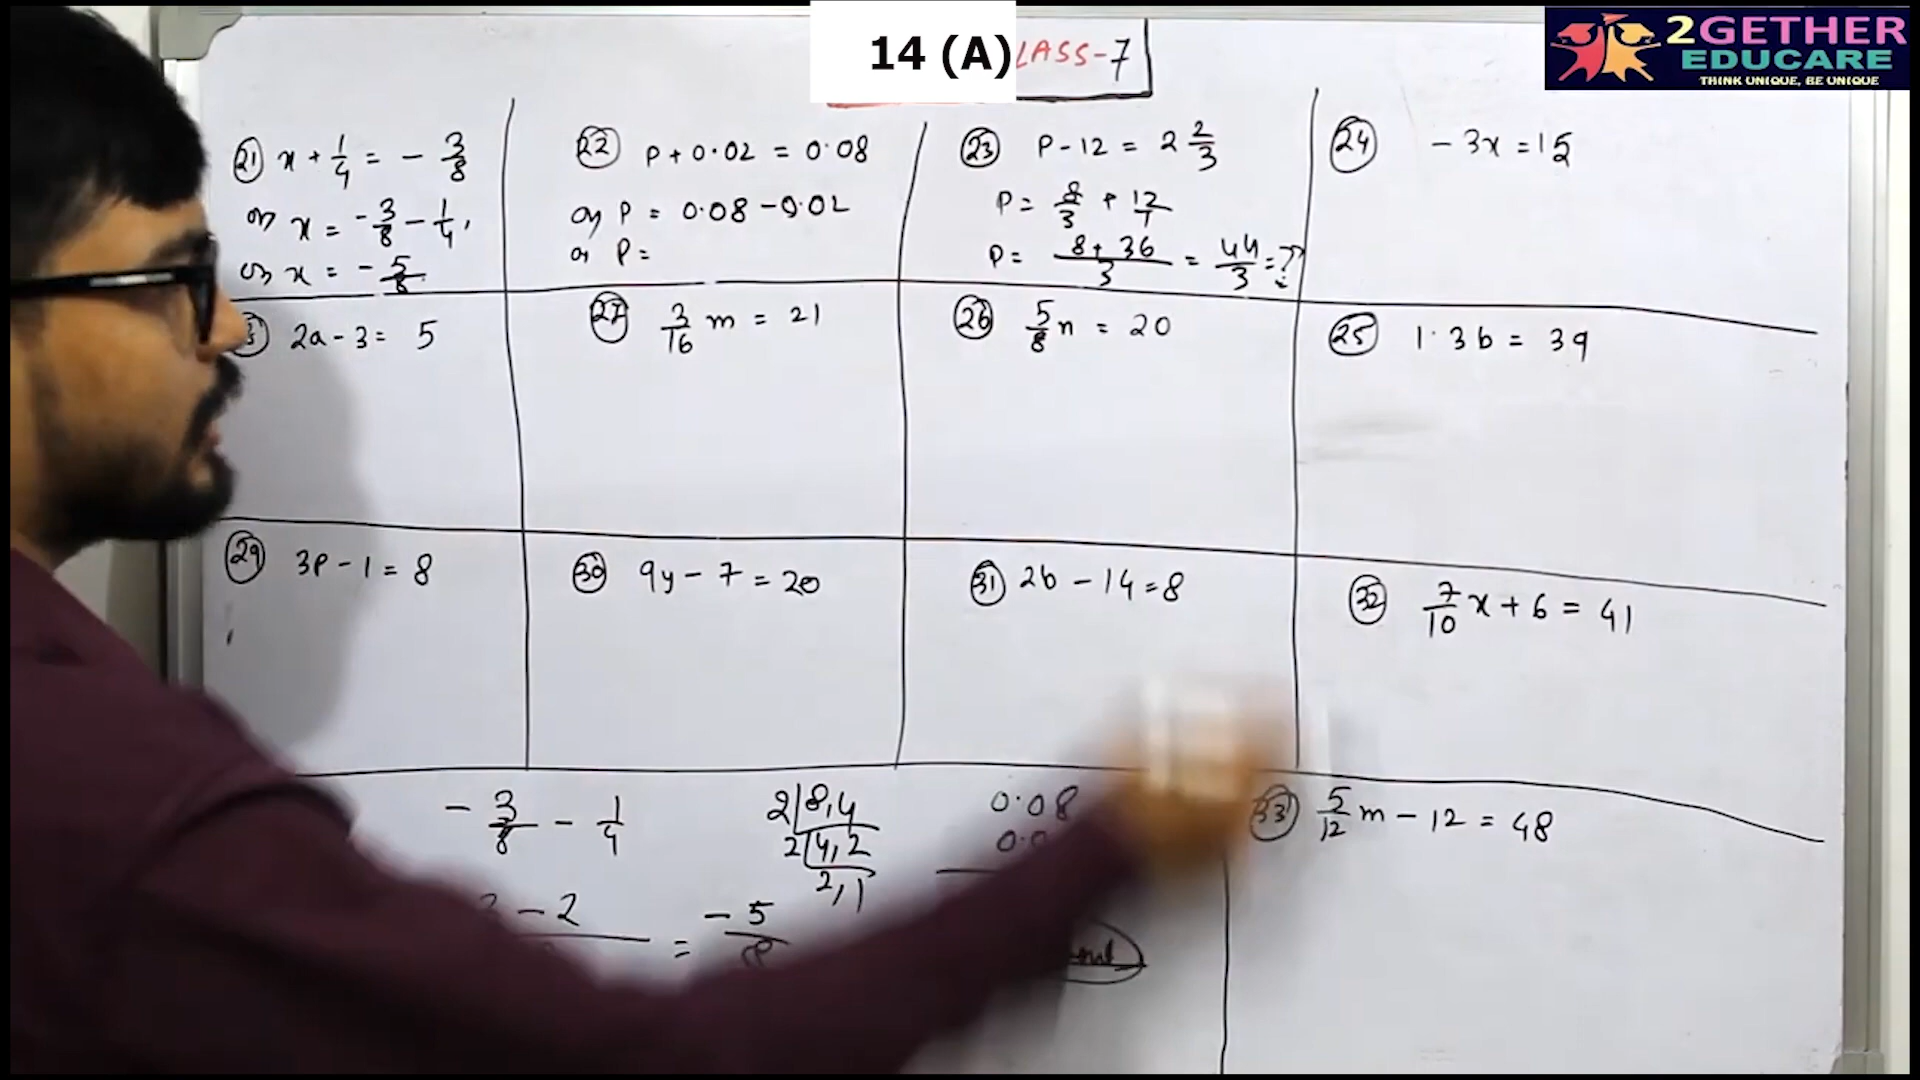 14 (A)
LASS-7
2GETHER
EDUCARE
THINK UNIQUE, BE UNIQUE
21 x + 1/4 = - 3/8
or x = - 3/8 - 1/4,
or x = - 5/8
22 P + 0.02 = 0.08
or P = 0.08 - 0.02
or P =
23 P - 12 = 2 2/3
P = 8/3 + 12/1
P = 8 + 36/3 = 44/3 = ??
24 - 3x = 15
2a - 3 = 5
27 3/16 m = 21
26 5/8 n = 20
25 1.3b = 39
29 3P - 1 = 8
30 9y - 7 = 20
31 2b - 14 = 8
32 7/10 x + 6 = 41
- 3/8 - 1/4
- 2
= - 5/8
2 8,4
2 4,2
2,1
0.08
33 5/12 m - 12 = 48